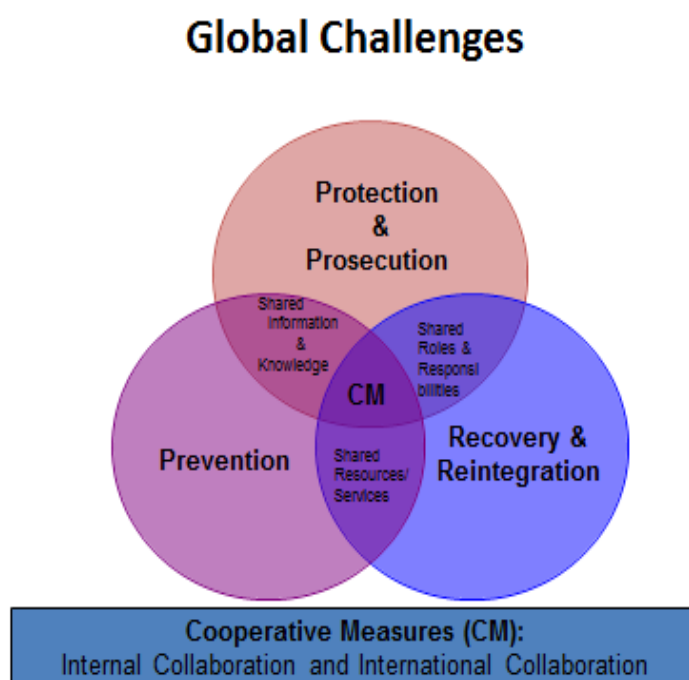 Global Challenges
Protection
&
Prosecution
Shared
Information
&
Knowledge
Shared
Roles &
Responsi
bilities
CM
Prevention
Recovery &
Reintegration
Shared
Resources/
Services
Cooperative Measures (CM):
Internal Collaboration and International Collaboration